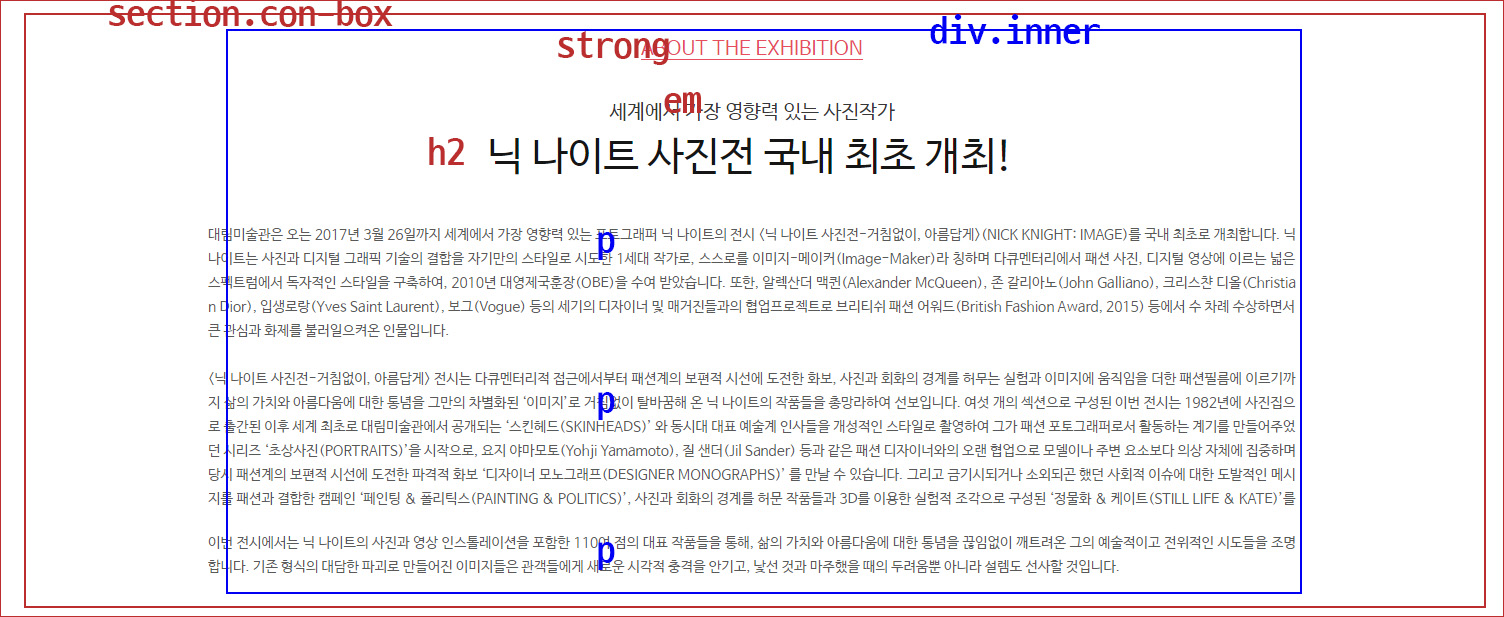 section.con-box
div.inner
strong
ABOUT THE EXHIBITION
em
세계에서 가장 영향력 있는 사진작가
h2 닉 나이트 사진전 국내 최초 개최!
대림미술관은 오는 2017년 3월 26일까지 세계에서 가장 영향력 있는 포토그래퍼 닉 나이트의 전시 <닉 나이트 사진전-거침없이, 아름답게>(NICK KNIGHT: IMAGE)를 국내 최초로 개최합니다. 닉
p
나이트는 사진과 디지털 그래픽 기술의 결합을 자기만의 스타일로 시도한 1세대 작가로, 스스로를 이미지-메이커(Image-Maker)라 칭하며 다큐멘터리에서 패션 사진, 디지털 영상에 이르는 넓은
스펙트럼에서 독자적인 스타일을 구축하여, 2010년 대영제국훈장(OBE)을 수여 받았습니다. 또한, 알렉산더 맥퀸(Alexander McQueen), 존 갈리아노(John Galliano), 크리스챤 디올(Christia
n Dior), 입생로랑(Yves Saint Laurent), 보그(Vogue) 등의 세기의 디자이너 및 매거진들과의 협업프로젝트로 브리티쉬 패션 어워드(British Fashion Award, 2015) 등에서 수 차례 수상하면서
큰 관심과 화제를 불러일으켜온 인물입니다.
<닉 나이트 사진전-거침없이, 아름답게> 전시는 다큐멘터리적 접근에서부터 패션계의 보편적 시선에 도전한 화보, 사진과 회화의 경계를 허무는 실험과 이미지에 움직임을 더한 패션필름에 이르기까
p
지 삶의 가치와 아름다움에 대한 통념을 그만의 차별화된 ‘이미지’로 거침없이 탈바꿈해 온 닉 나이트의 작품들을 총망라하여 선보입니다. 여섯 개의 섹션으로 구성된 이번 전시는 1982년에 사진집으
로 출간된 이후 세계 최초로 대림미술관에서 공개되는 ‘스킨헤드(SKINHEADS)’ 와 동시대 대표 예술계 인사들을 개성적인 스타일로 촬영하여 그가 패션 포토그래퍼로서 활동하는 계기를 만들어주었
던 시리즈 ‘초상사진(PORTRAITS)’을 시작으로, 요지 야마모토(Yohji Yamamoto), 질 샌더(Jil Sander) 등과 같은 패션 디자이너와의 오랜 협업으로 모델이나 주변 요소보다 의상 자체에 집중하며
당시 패션계의 보편적 시선에 도전한 파격적 화보 ‘디자이너 모노그래프(DESIGNER MONOGRAPHS)’ 를 만날 수 있습니다. 그리고 금기시되거나 소외되곤 했던 사회적 이슈에 대한 도발적인 메시
지를 패션과 결합한 캠페인 ‘페인팅 & 폴리틱스(PAINTING & POLITICS)’, 사진과 회화의 경계를 허문 작품들과 3D를 이용한 실험적 조각으로 구성된 ‘정물화 & 케이트(STILL LIFE & KATE)’를
이번 전시에서는 닉 나이트의 사진과 영상 인스톨레이션을 포함한 110여 점의 대표 작품들을 통해, 삶의 가치와 아름다움에 대한 통념을 끊임없이 깨트려온 그의 예술적이고 전위적인 시도들을 조명
p
합니다. 기존 형식의 대담한 파괴로 만들어진 이미지들은 관객들에게 새로운 시각적 충격을 안기고, 낯선 것과 마주했을 때의 두려움뿐 아니라 설렘도 선사할 것입니다.